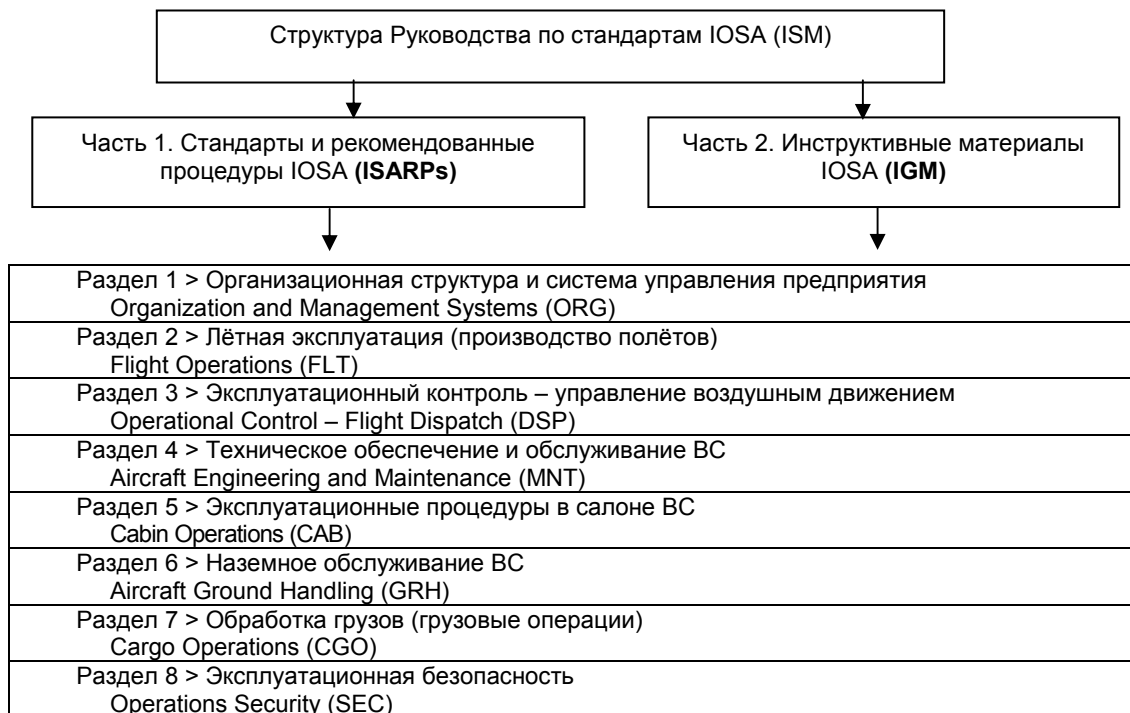 Структура Руководства по стандартам IOSA (ISM)
Часть 1. Стандарты и рекомендованные
процедуры IOSA (ISARPs)
Часть 2. Инструктивные материалы
IOSA (IGM)
Раздел 1 > Организационная структура и система управления предприятия
Organization and Management Systems (ORG)
Раздел 2 > Лётная эксплуатация (производство полётов)
Flight Operations (FLT)
Раздел 3 > Эксплуатационный контроль – управление воздушным движением
Operational Control – Flight Dispatch (DSP)
Раздел 4 > Техническое обеспечение и обслуживание ВС
Aircraft Engineering and Maintenance (MNT)
Раздел 5 > Эксплуатационные процедуры в салоне ВС
Cabin Operations (CAB)
Раздел 6 > Наземное обслуживание ВС
Aircraft Ground Handling (GRH)
Раздел 7 > Обработка грузов (грузовые операции)
Cargo Operations (CGO)
Раздел 8 > Эксплуатационная безопасность
Operations Security (SEC)